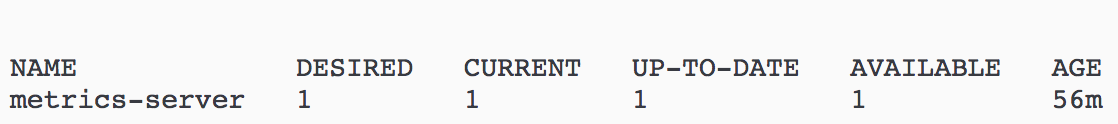 NAME DESIRED CURRENT UP-TO-DATE AVAILABLE AGE
metrics-server 1 1 1 1 56m